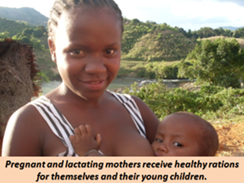 Pregnant and lactating mothers receive healthy rations
for themselves and their young children.